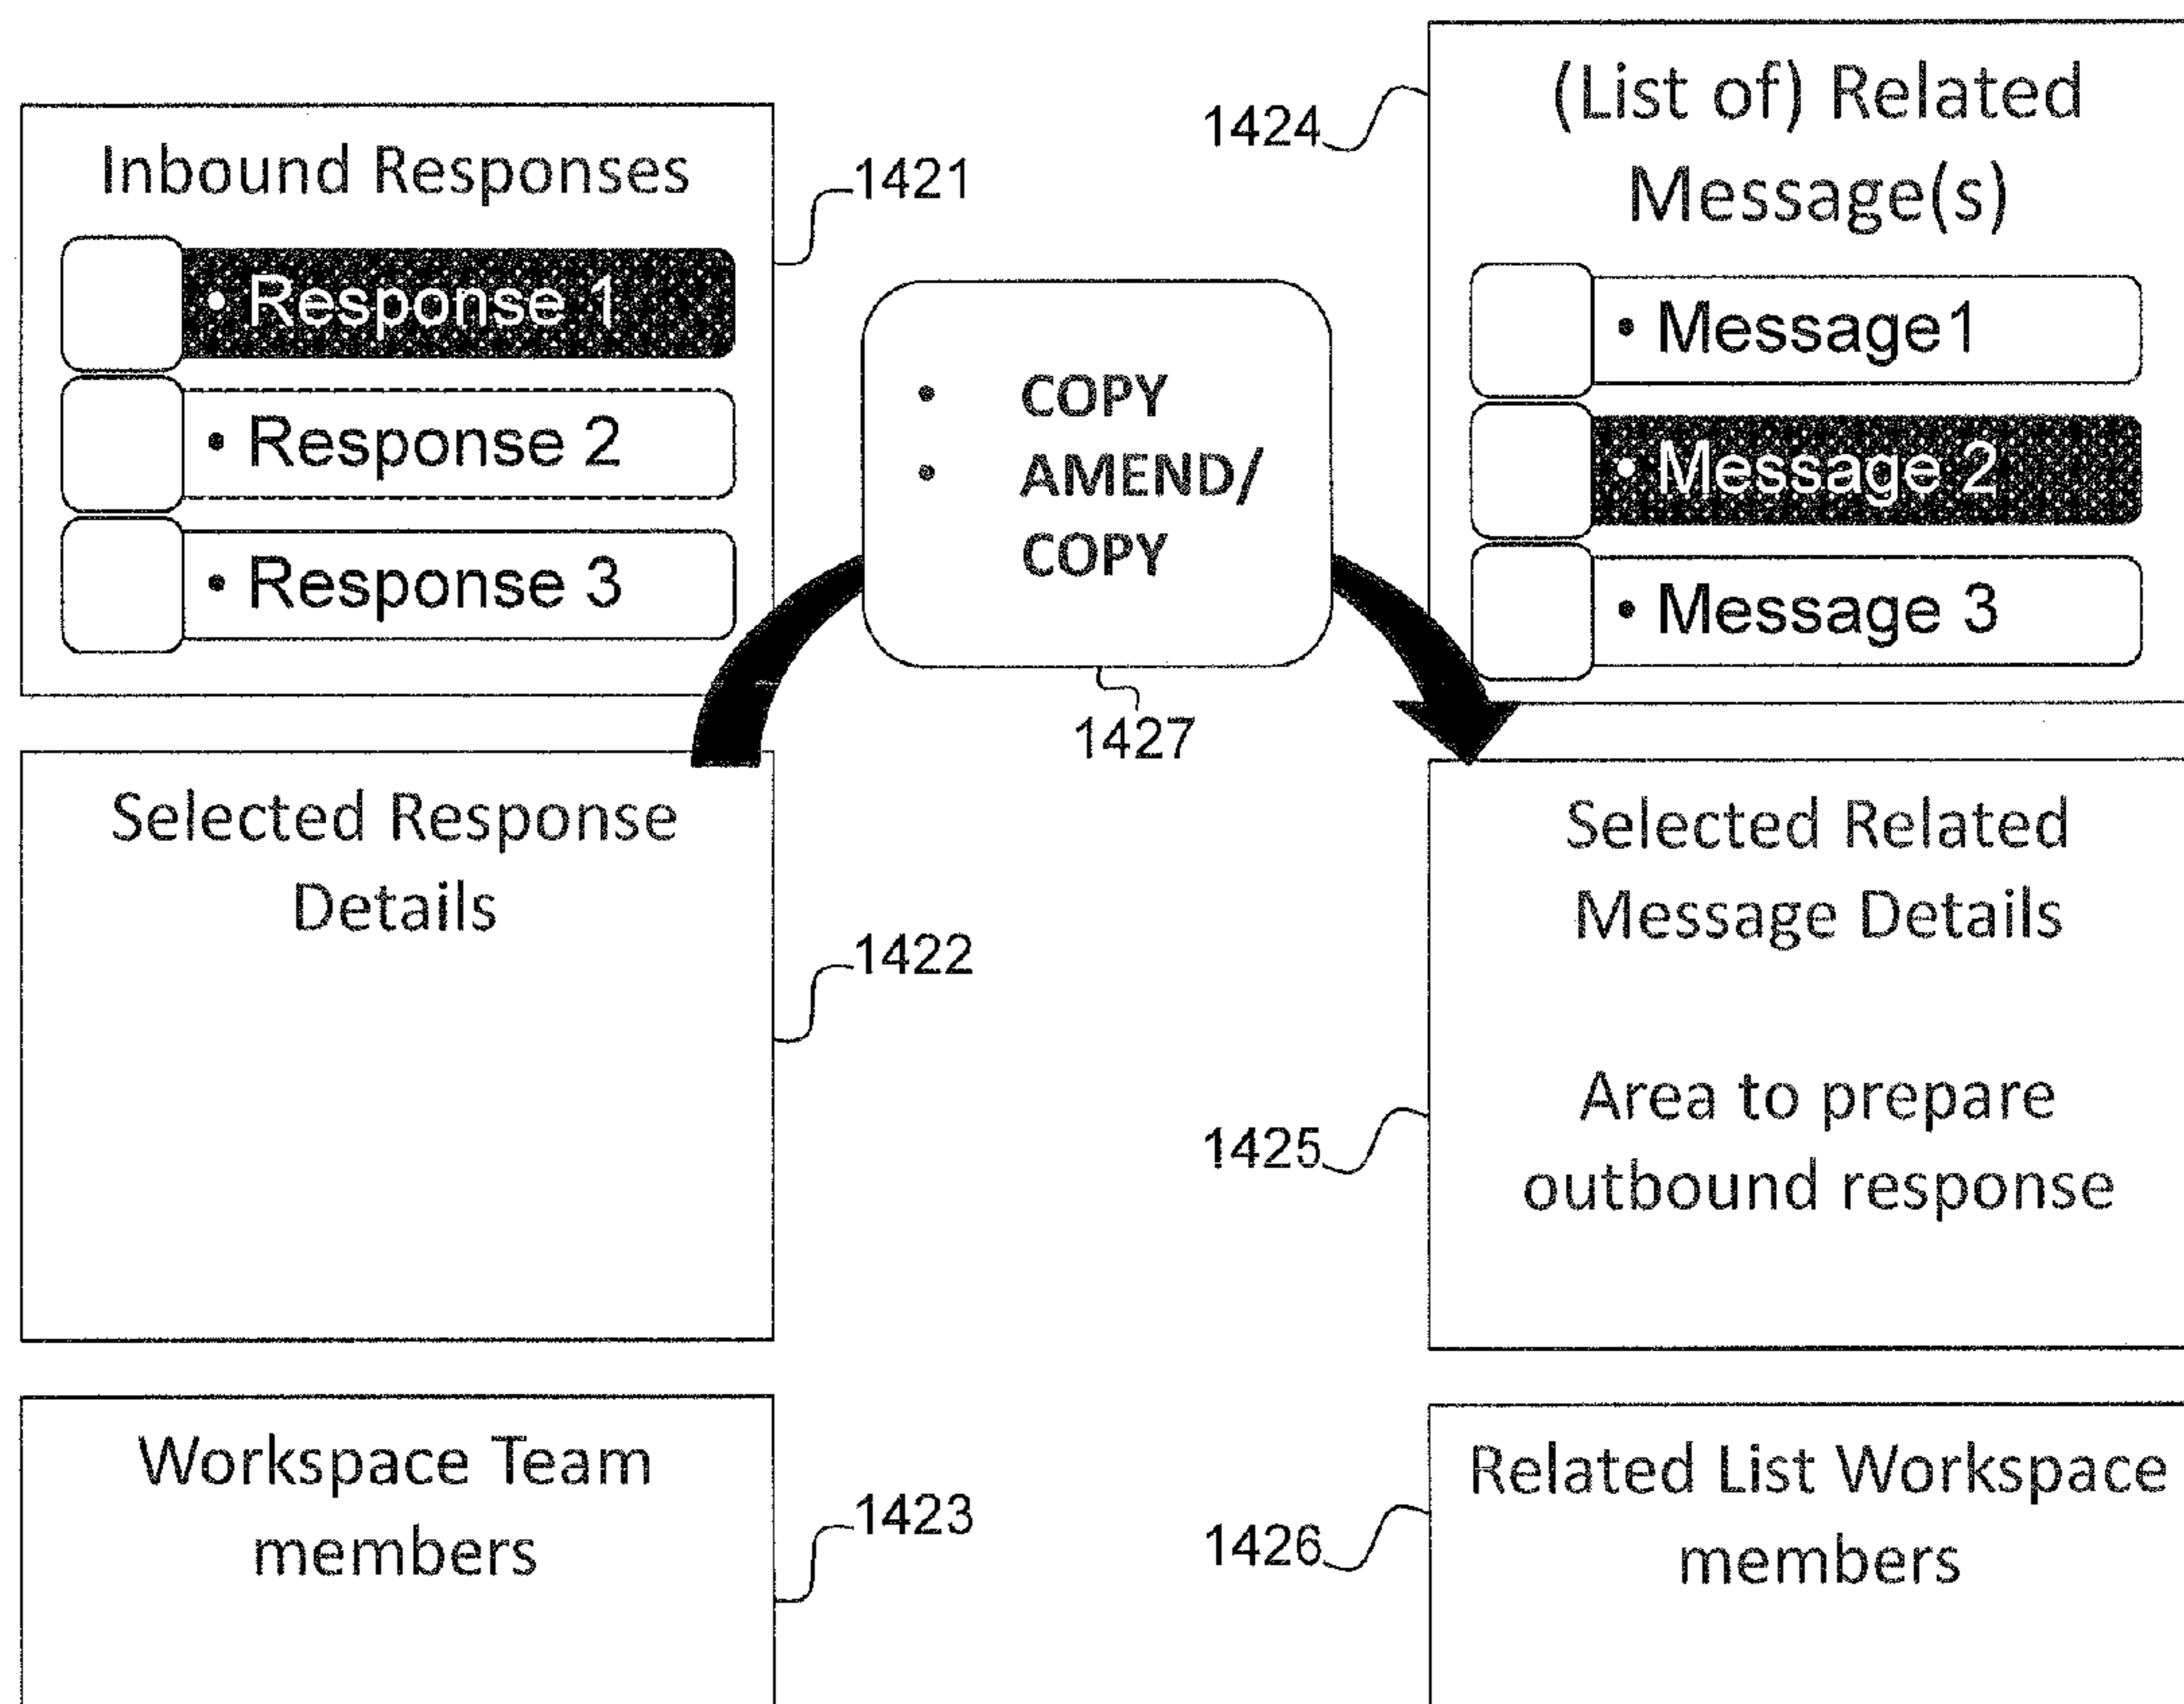 Inbound Responses
• Response 1
• Response 2
• Response 3
1421
Selected Response
Details
1422
Workspace Team
members
1423
• COPY
• AMEND/
COPY
1427
1424
(List of) Related
Message(s)
• Message1
• Message 2
• Message 3
Selected Related
Message Details
Area to prepare
outbound response
1425
Related List Workspace
members
1426